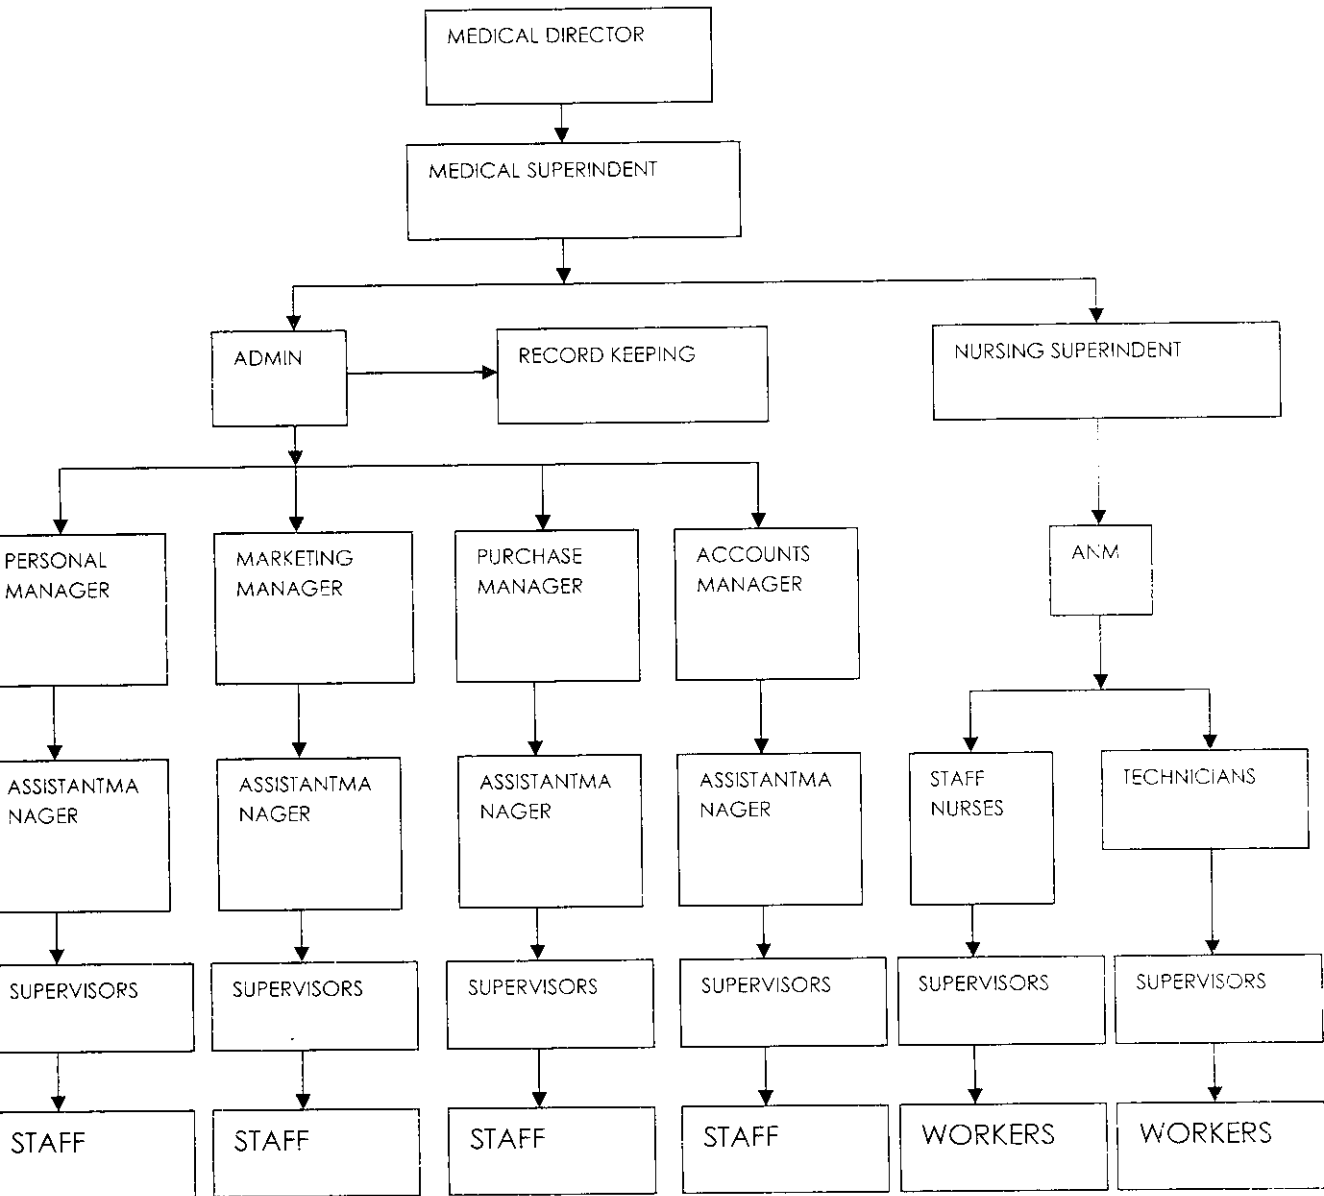 MEDICAL DIRECTOR
MEDICAL SUPERINDENT
ADMIN
RECORD KEEPING
NURSING SUPERINDENT
PERSONAL
MANAGER
MARKETING
MANAGER
PURCHASE
MANAGER
ACCOUNTS
MANAGER
ANM
ASSISTANTMA
NAGER
ASSISTANTMA
NAGER
ASSISTANTMA
NAGER
ASSISTANTMA
NAGER
STAFF
NURSES
TECHNICIANS
SUPERVISORS
SUPERVISORS
SUPERVISORS
SUPERVISORS
SUPERVISORS
SUPERVISORS
STAFF
STAFF
STAFF
STAFF
WORKERS
WORKERS